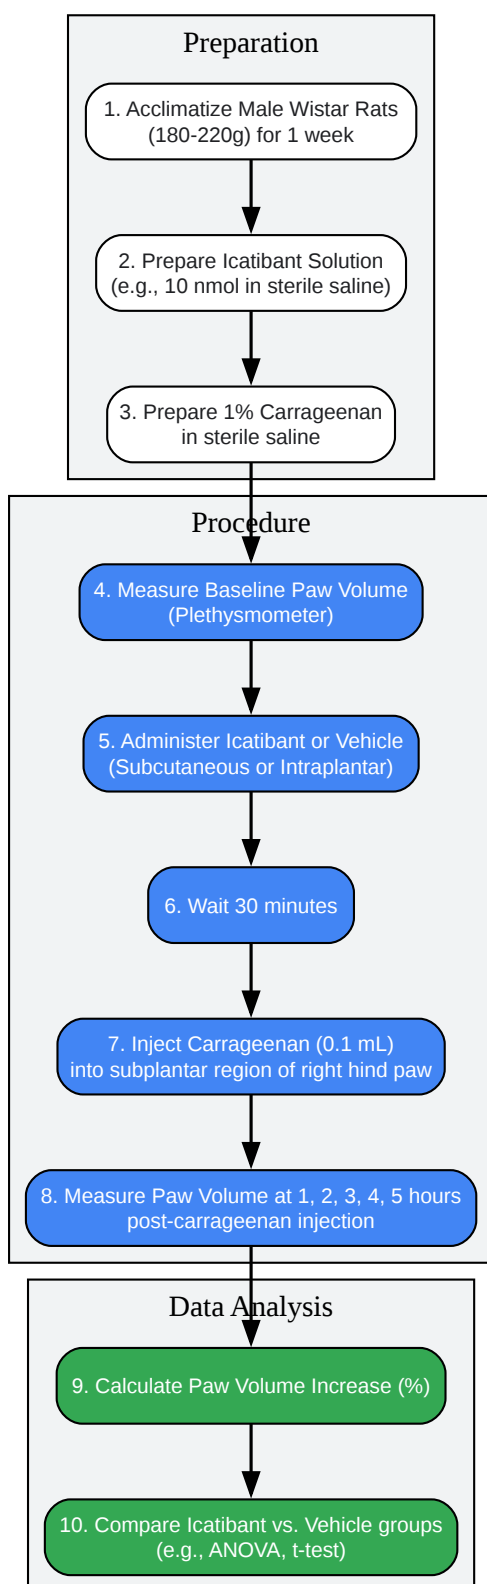 Preparation
1. Acclimatize Male Wistar Rats
(180-220g) for 1 week
2. Prepare Icatibant Solution
(e.g., 10 nmol in sterile saline)
3. Prepare 1% Carrageenan
in sterile saline
Procedure
4. Measure Baseline Paw Volume
(Plethysmometer)
5. Administer Icatibant or Vehicle
(Subcutaneous or Intraplantar)
6. Wait 30 minutes
7. Inject Carrageenan (0.1 mL)
into subplantar region of right hind paw
8. Measure Paw Volume at 1, 2, 3, 4, 5 hours
post-carrageenan injection
Data Analysis
9. Calculate Paw Volume Increase (%)
10. Compare Icatibant vs. Vehicle groups
(e.g., ANOVA, t-test)